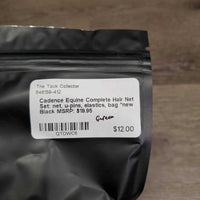 The Tack Collector
Cadence Equine Complete Hair Net
Set: net, u-pins, elastics, bag *new
Black MSRP: $19.95
Green
$12.00